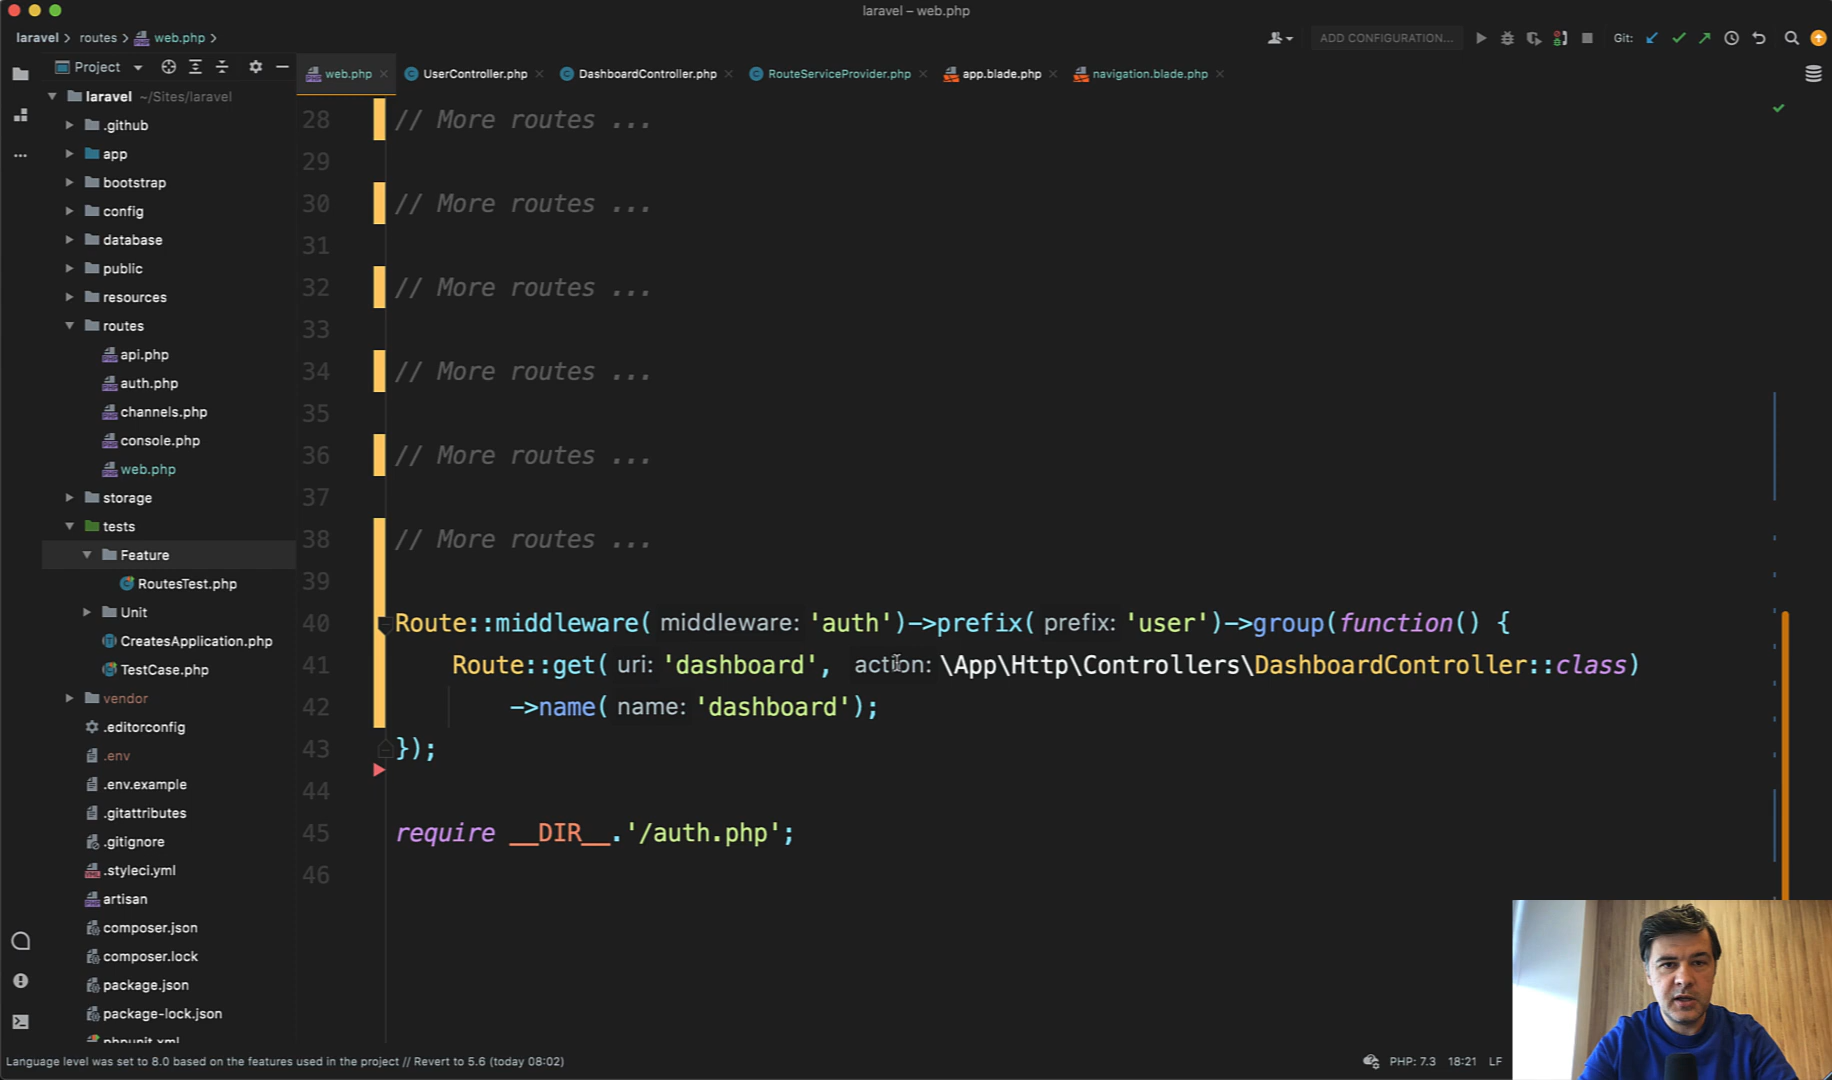 laravel – web.php
laravel routes web.php
ADD CONFIGURATION...
Git:
Project
web.php UserController.php DashboardController.php RouteServiceProvider.php app.blade.php navigation.blade.php
laravel ~/Sites/laravel
.github
app
bootstrap
config
database
public
resources
routes
api.php
auth.php
channels.php
console.php
web.php
storage
tests
Feature
RoutesTest.php
Unit
CreatesApplication.php
TestCase.php
vendor
.editorconfig
.env
.env.example
.gitattributes
.gitignore
.styleci.yml
artisan
composer.json
composer.lock
package.json
package-lock.json
phpunit.xml
28 // More routes ...
29
30 // More routes ...
31
32 // More routes ...
33
34 // More routes ...
35
36 // More routes ...
37
38 // More routes ...
39
40 Route::middleware( middleware: 'auth')->prefix( prefix: 'user')->group(function() {
41 Route::get( uri: 'dashboard', action: \App\Http\Controllers\DashboardController::class)
42 ->name( name: 'dashboard');
43 });
44
45 require __DIR__.'/auth.php';
46
Language level was set to 8.0 based on the features used in the project // Revert to 5.6 (today 08:02)
PHP: 7.3 18:21 LF